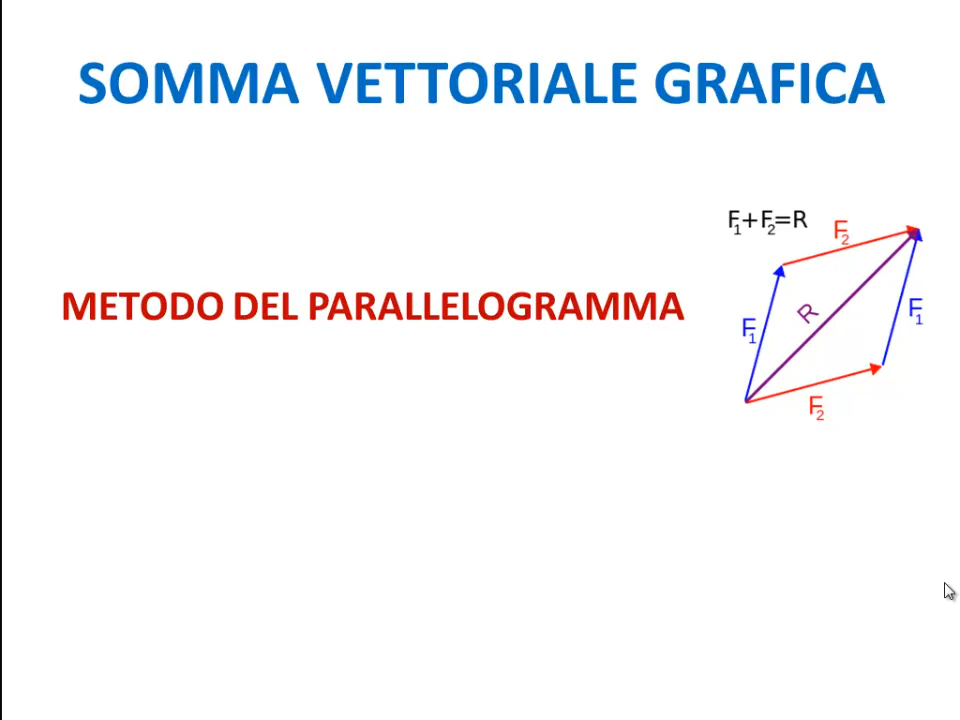 SOMMA VETTORIALE GRAFICA
F1+F2=R
F2
METODO DEL PARALLELOGRAMMA
F1
R
F1
F2